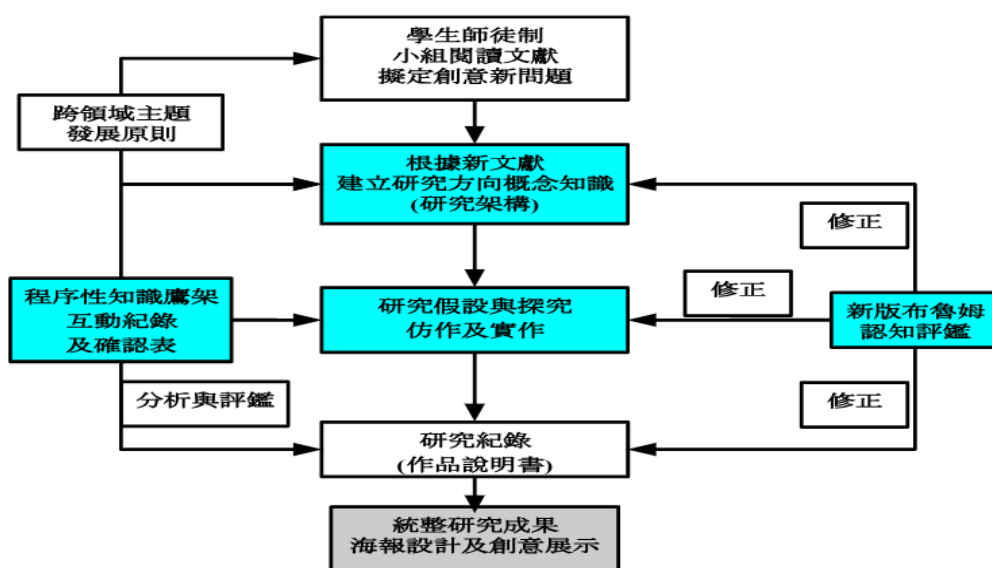 學生師徒制
小組閱讀文獻
擬定創意新問題
跨領域主題
發展原則
根據新文獻
建立研究方向概念知識
(研究架構)
修正
程序性知識鷹架
互動紀錄
及確認表
研究假設與探究
仿作及實作
修正
新版布魯姆
認知評鑑
分析與評鑑
修正
研究紀錄
(作品說明書)
統整研究成果
海報設計及創意展示